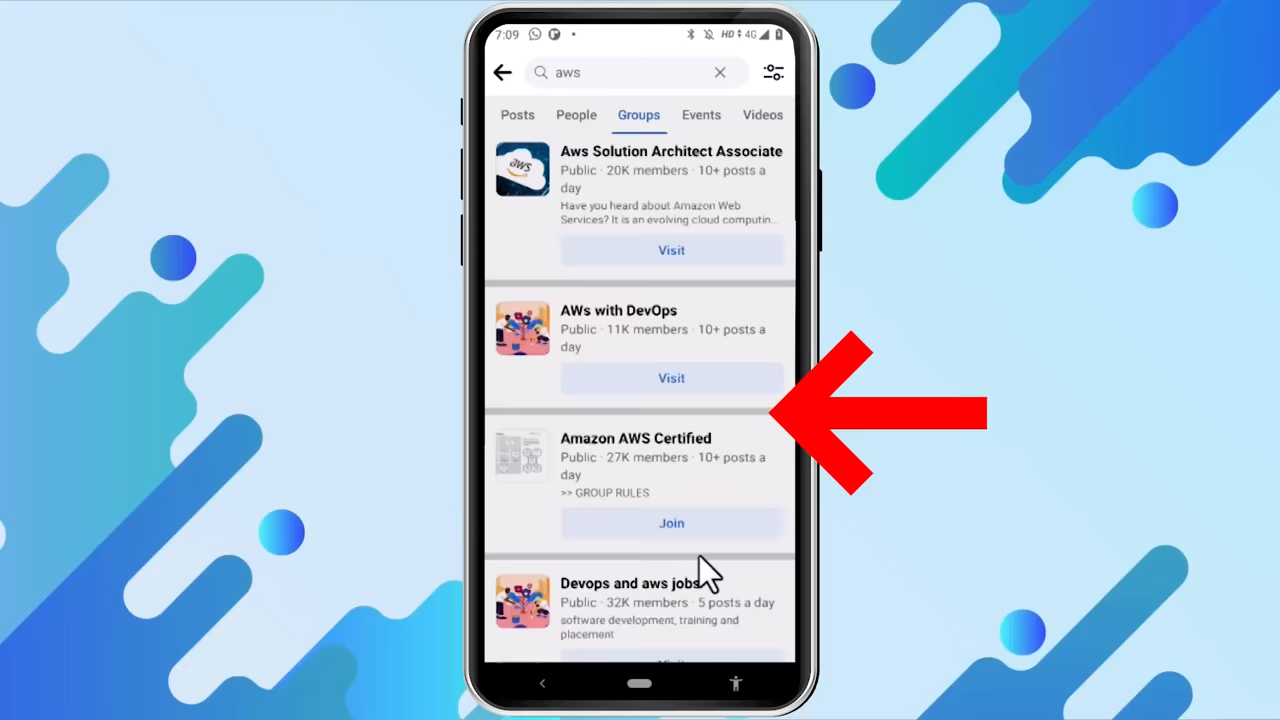 7:09 HD 4G
aws
Posts People Groups Events Videos
aws
Aws Solution Architect Associate
Public · 20K members · 10+ posts a
day
Have you heard about Amazon Web
Services? It is an evolving cloud computin...
Visit
AWs with DevOps
Public · 11K members · 10+ posts a
day
Visit
Amazon AWS Certified
Public · 27K members · 10+ posts a
day
>> GROUP RULES
Join
Devops and aws jobs
Public · 32K members · 5 posts a day
software development, training and
placement